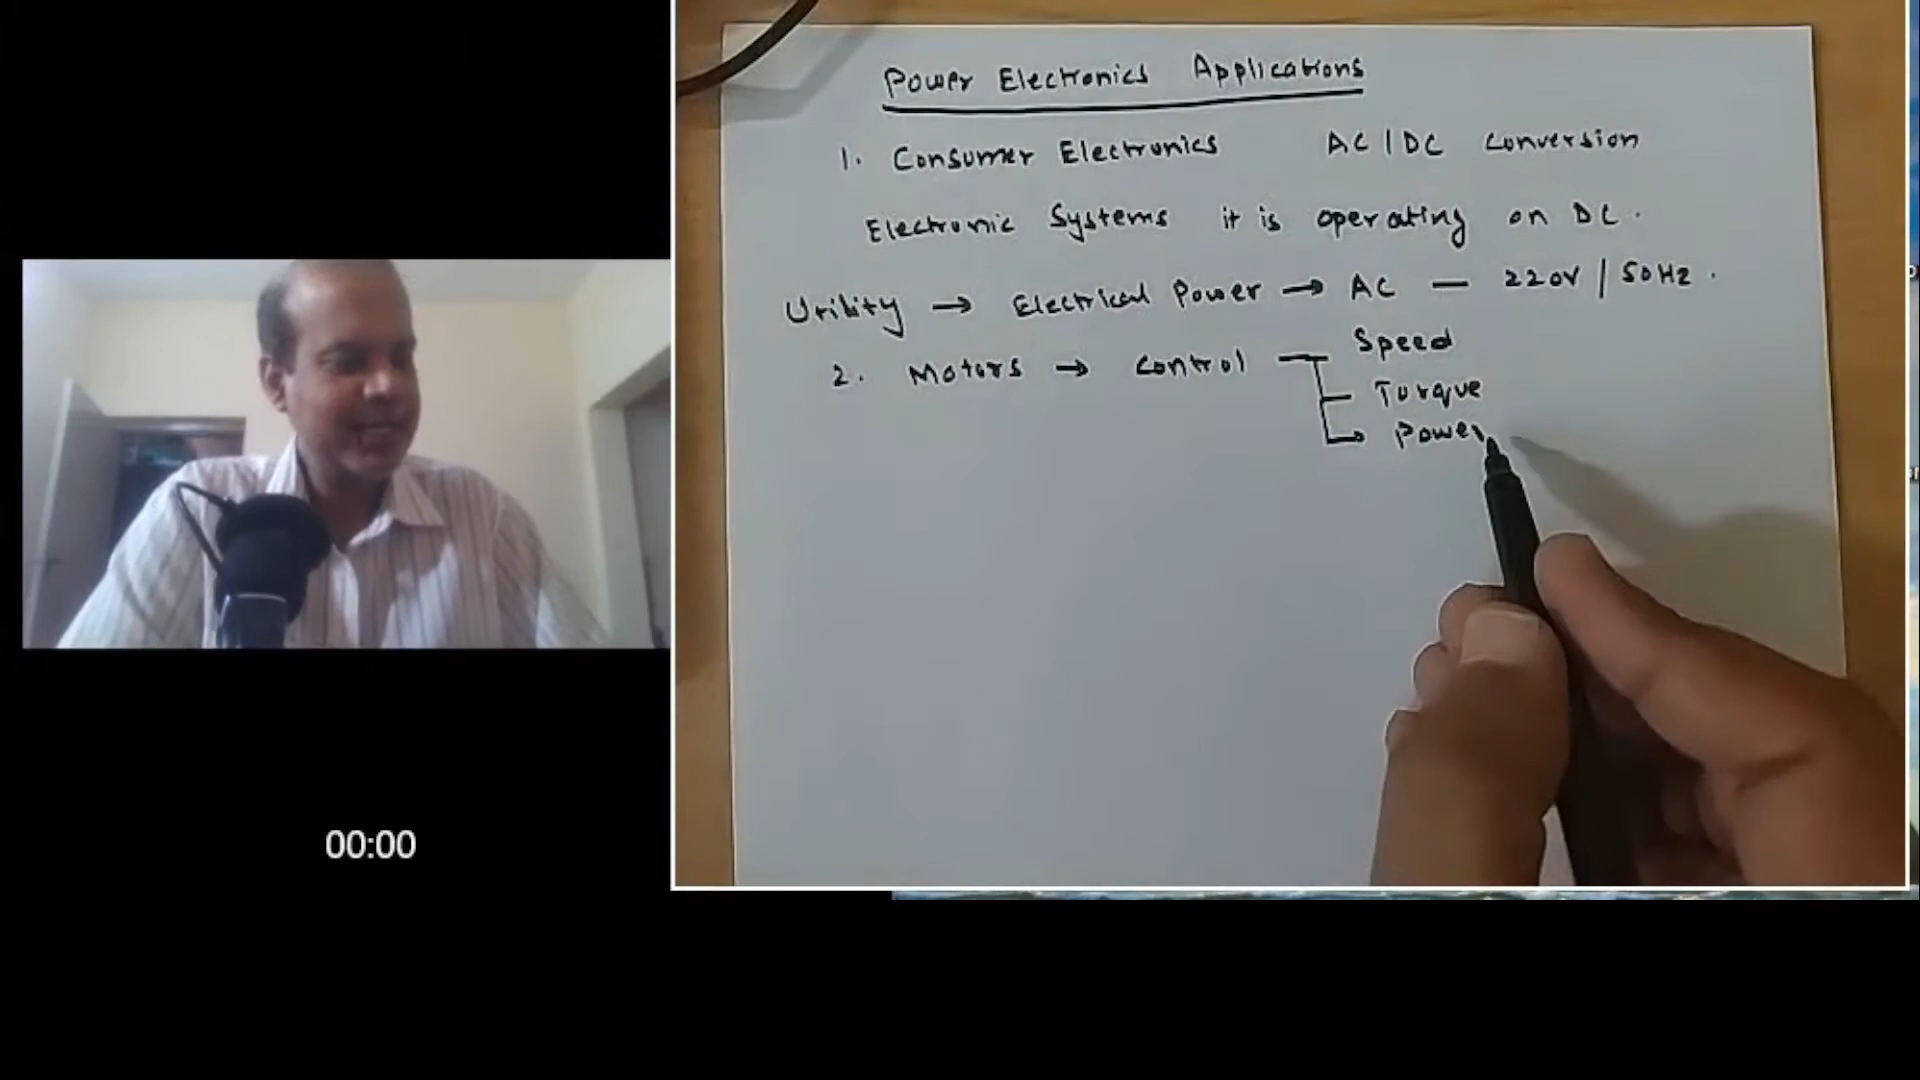 Power Electronics Applications
1. Consumer Electronics AC/DC conversion
Electronic Systems it is operating on DC.
Utility → Electrical Power → AC — 220V / 50Hz.
2. Motors → control Speed
Torque
Power
00:00